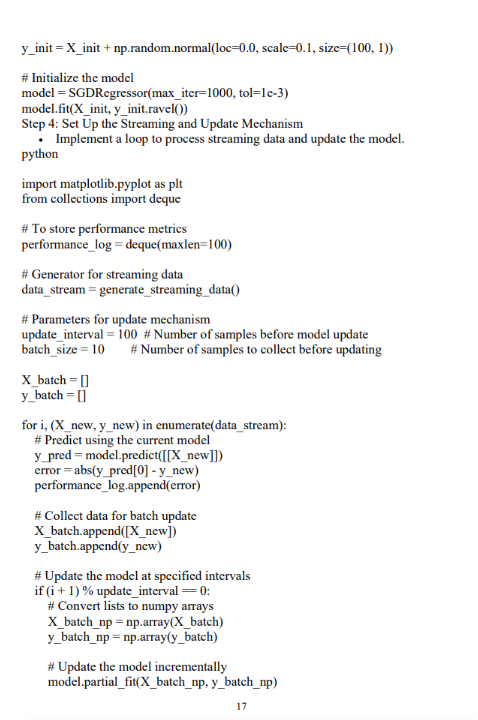 y_init = X_init + np.random.normal(loc=0.0, scale=0.1, size=(100, 1))
# Initialize the model
model = SGDRegressor(max_iter=1000, tol=1e-3)
model.fit(X_init, y_init.ravel())
Step 4: Set Up the Streaming and Update Mechanism
• Implement a loop to process streaming data and update the model.
python
import matplotlib.pyplot as plt
from collections import deque
# To store performance metrics
performance_log = deque(maxlen=100)
# Generator for streaming data
data_stream = generate_streaming_data()
# Parameters for update mechanism
update_interval = 100 # Number of samples before model update
batch_size = 10 # Number of samples to collect before updating
X_batch = []
y_batch = []
for i, (X_new, y_new) in enumerate(data_stream):
# Predict using the current model
y_pred = model.predict([[X_new]])
error = abs(y_pred[0] - y_new)
performance_log.append(error)
# Collect data for batch update
X_batch.append([X_new])
y_batch.append(y_new)
# Update the model at specified intervals
if (i + 1) % update_interval == 0:
# Convert lists to numpy arrays
X_batch_np = np.array(X_batch)
y_batch_np = np.array(y_batch)
# Update the model incrementally
model.partial_fit(X_batch_np, y_batch_np)
17